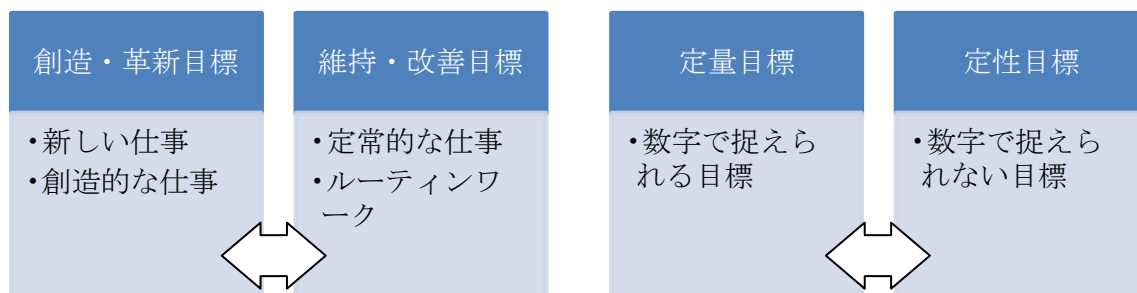 創造・革新目標
・新しい仕事
・創造的な仕事
維持・改善目標
・定常的な仕事
・ルーティンワ
ーク
定量目標
・数字で捉えら
れる目標
定性目標
・数字で捉えら
れない目標